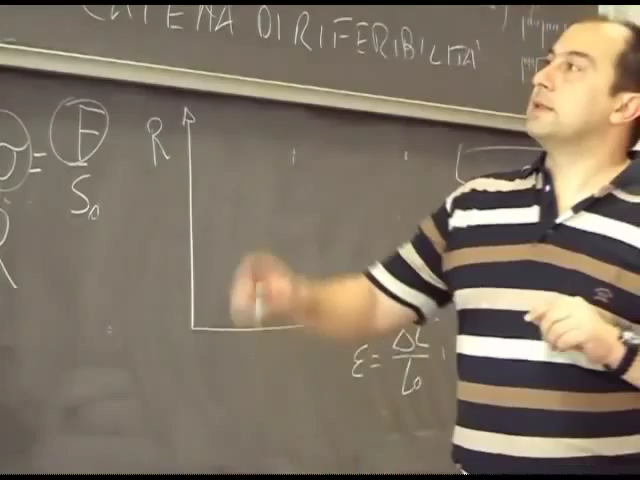 CATENA DI RIFERIBILITA'
σ = F
S₀
R
R
ε = ΔL
L₀